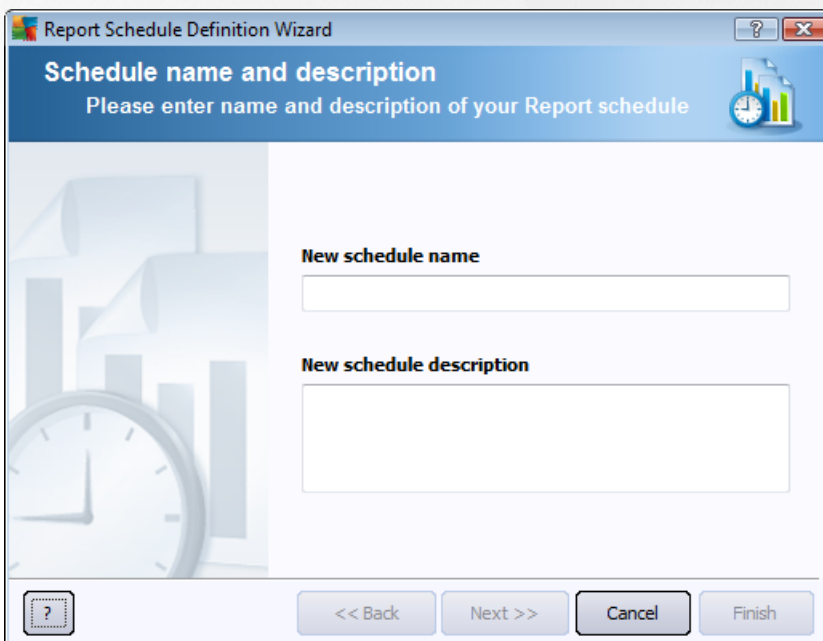 Report Schedule Definition Wizard
?
Schedule name and description
Please enter name and description of your Report schedule
New schedule name
New schedule description
?
<< Back
Next >>
Cancel
Finish